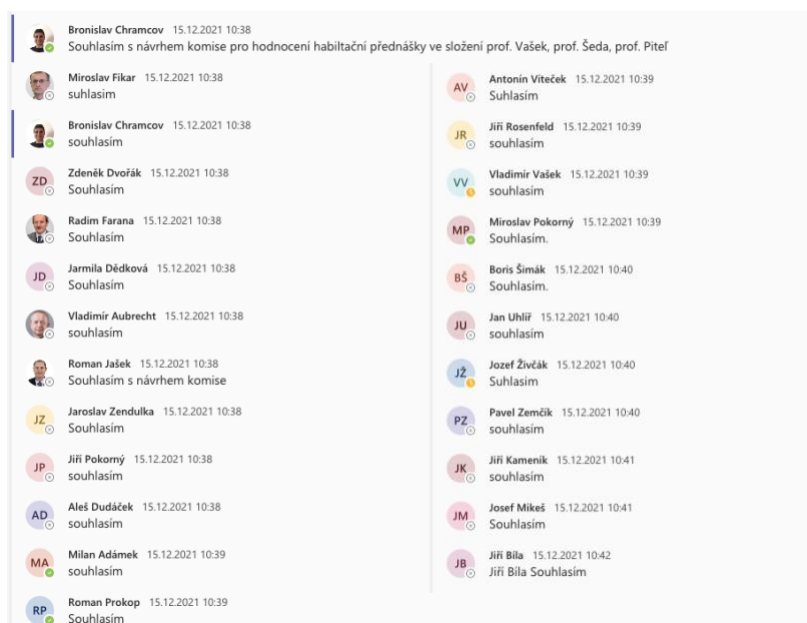 Bronislav Chramcov 15.12.2021 10:38
Souhlasím s návrhem komise pro hodnocení habiltační přednášky ve složení prof. Vašek, prof. Šeda, prof. Piteľ
Miroslav Fikar 15.12.2021 10:38
suhlasim
Bronislav Chramcov 15.12.2021 10:38
souhlasím
ZD
Zdeněk Dvořák 15.12.2021 10:38
Souhlasím
Radim Farana 15.12.2021 10:38
Souhlasím
JD
Jarmila Dědková 15.12.2021 10:38
Souhlasím
Vladimír Aubrecht 15.12.2021 10:38
souhlasím
Roman Jašek 15.12.2021 10:38
Souhlasím s návrhem komise
JZ
Jaroslav Zendulka 15.12.2021 10:38
Souhlasím
JP
Jiří Pokorný 15.12.2021 10:38
souhlasím
AD
Aleš Dudáček 15.12.2021 10:38
souhlasím
MA
Milan Adámek 15.12.2021 10:39
souhlasím
RP
Roman Prokop 15.12.2021 10:39
Souhlasím
AV
Antonín Víteček 15.12.2021 10:39
Suhlasím
JR
Jiří Rosenfeld 15.12.2021 10:39
souhlasím
VV
Vladimír Vašek 15.12.2021 10:39
souhlasím
MP
Miroslav Pokorný 15.12.2021 10:39
Souhlasím.
BŠ
Boris Šimák 15.12.2021 10:40
Souhlasím.
JU
Jan Uhlíř 15.12.2021 10:40
souhlasím
JŽ
Jozef Živčák 15.12.2021 10:40
Suhlasim
PZ
Pavel Zemčík 15.12.2021 10:40
souhlasím
JK
Jiří Kameník 15.12.2021 10:41
souhlasím
JM
Josef Mikeš 15.12.2021 10:41
Souhlasím
JB
Jiří Bíla 15.12.2021 10:42
Jiří Bíla Souhlasím